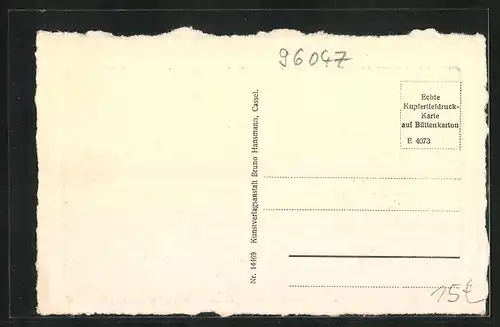 96047
Echte
Kupfertiefdruck-
Karte
auf Büttenkarton
E 4073
Nr. 14469 Kunstverlagsanstalt Bruno Hansmann, Cassel.
15€